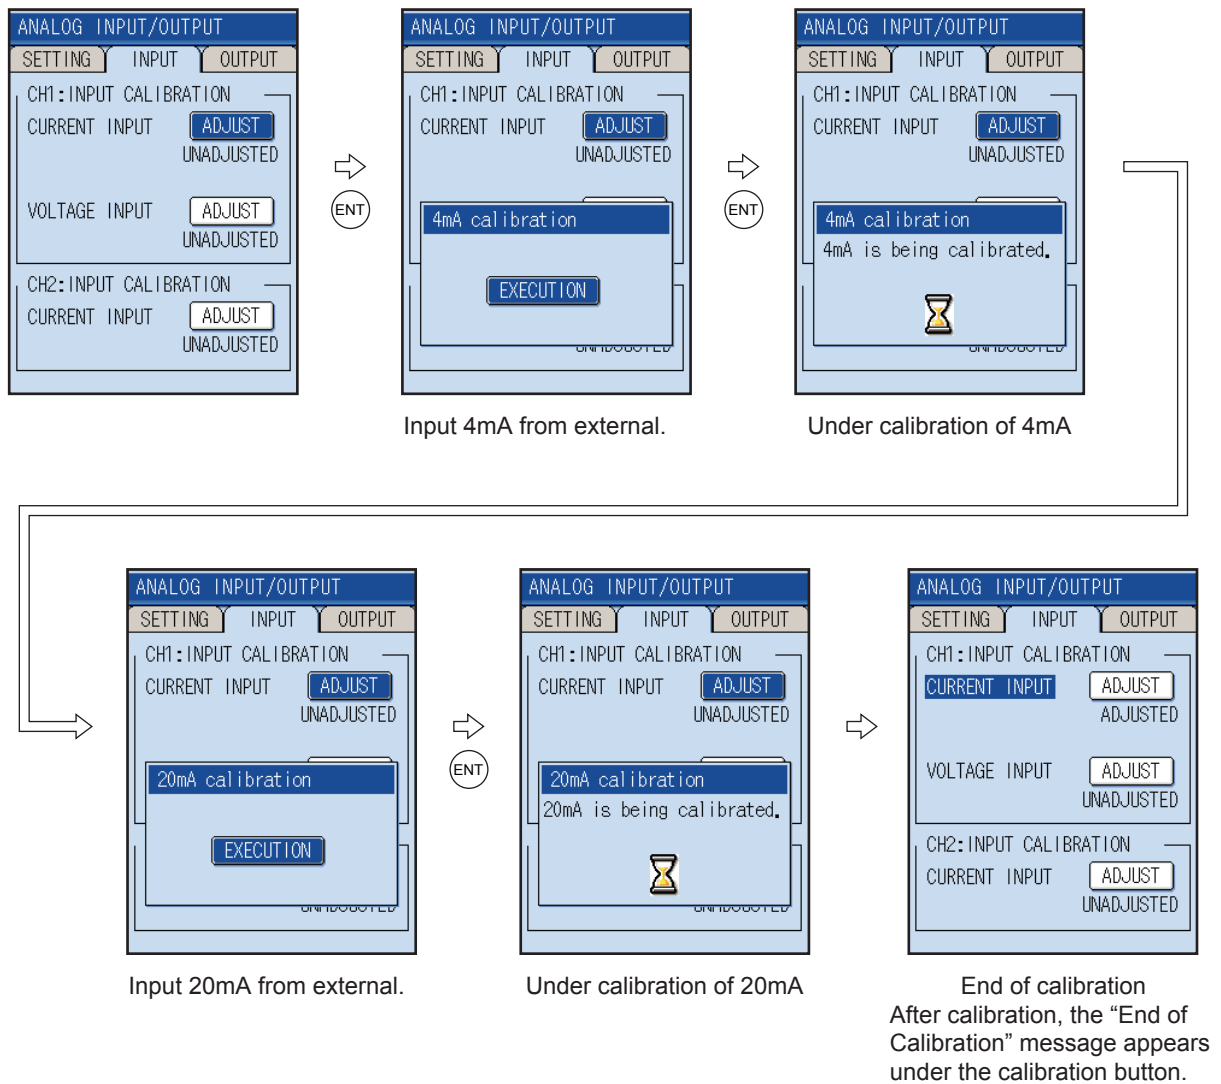 ANALOG INPUT/OUTPUT
SETTING INPUT OUTPUT
CH1:INPUT CALIBRATION
CURRENT INPUT ADJUST
UNADJUSTED
VOLTAGE INPUT ADJUST
UNADJUSTED
CH2:INPUT CALIBRATION
CURRENT INPUT ADJUST
UNADJUSTED
ENT
ANALOG INPUT/OUTPUT
SETTING INPUT OUTPUT
CH1:INPUT CALIBRATION
CURRENT INPUT ADJUST
UNADJUSTED
4mA calibration
EXECUTION
Input 4mA from external.
ENT
ANALOG INPUT/OUTPUT
SETTING INPUT OUTPUT
CH1:INPUT CALIBRATION
CURRENT INPUT ADJUST
UNADJUSTED
4mA calibration
4mA is being calibrated.
Under calibration of 4mA
ANALOG INPUT/OUTPUT
SETTING INPUT OUTPUT
CH1:INPUT CALIBRATION
CURRENT INPUT ADJUST
UNADJUSTED
20mA calibration
EXECUTION
Input 20mA from external.
ENT
ANALOG INPUT/OUTPUT
SETTING INPUT OUTPUT
CH1:INPUT CALIBRATION
CURRENT INPUT ADJUST
UNADJUSTED
20mA calibration
20mA is being calibrated.
Under calibration of 20mA
ANALOG INPUT/OUTPUT
SETTING INPUT OUTPUT
CH1:INPUT CALIBRATION
CURRENT INPUT ADJUST
ADJUSTED
VOLTAGE INPUT ADJUST
UNADJUSTED
CH2:INPUT CALIBRATION
CURRENT INPUT ADJUST
UNADJUSTED
End of calibration
After calibration, the “End of
Calibration” message appears
under the calibration button.